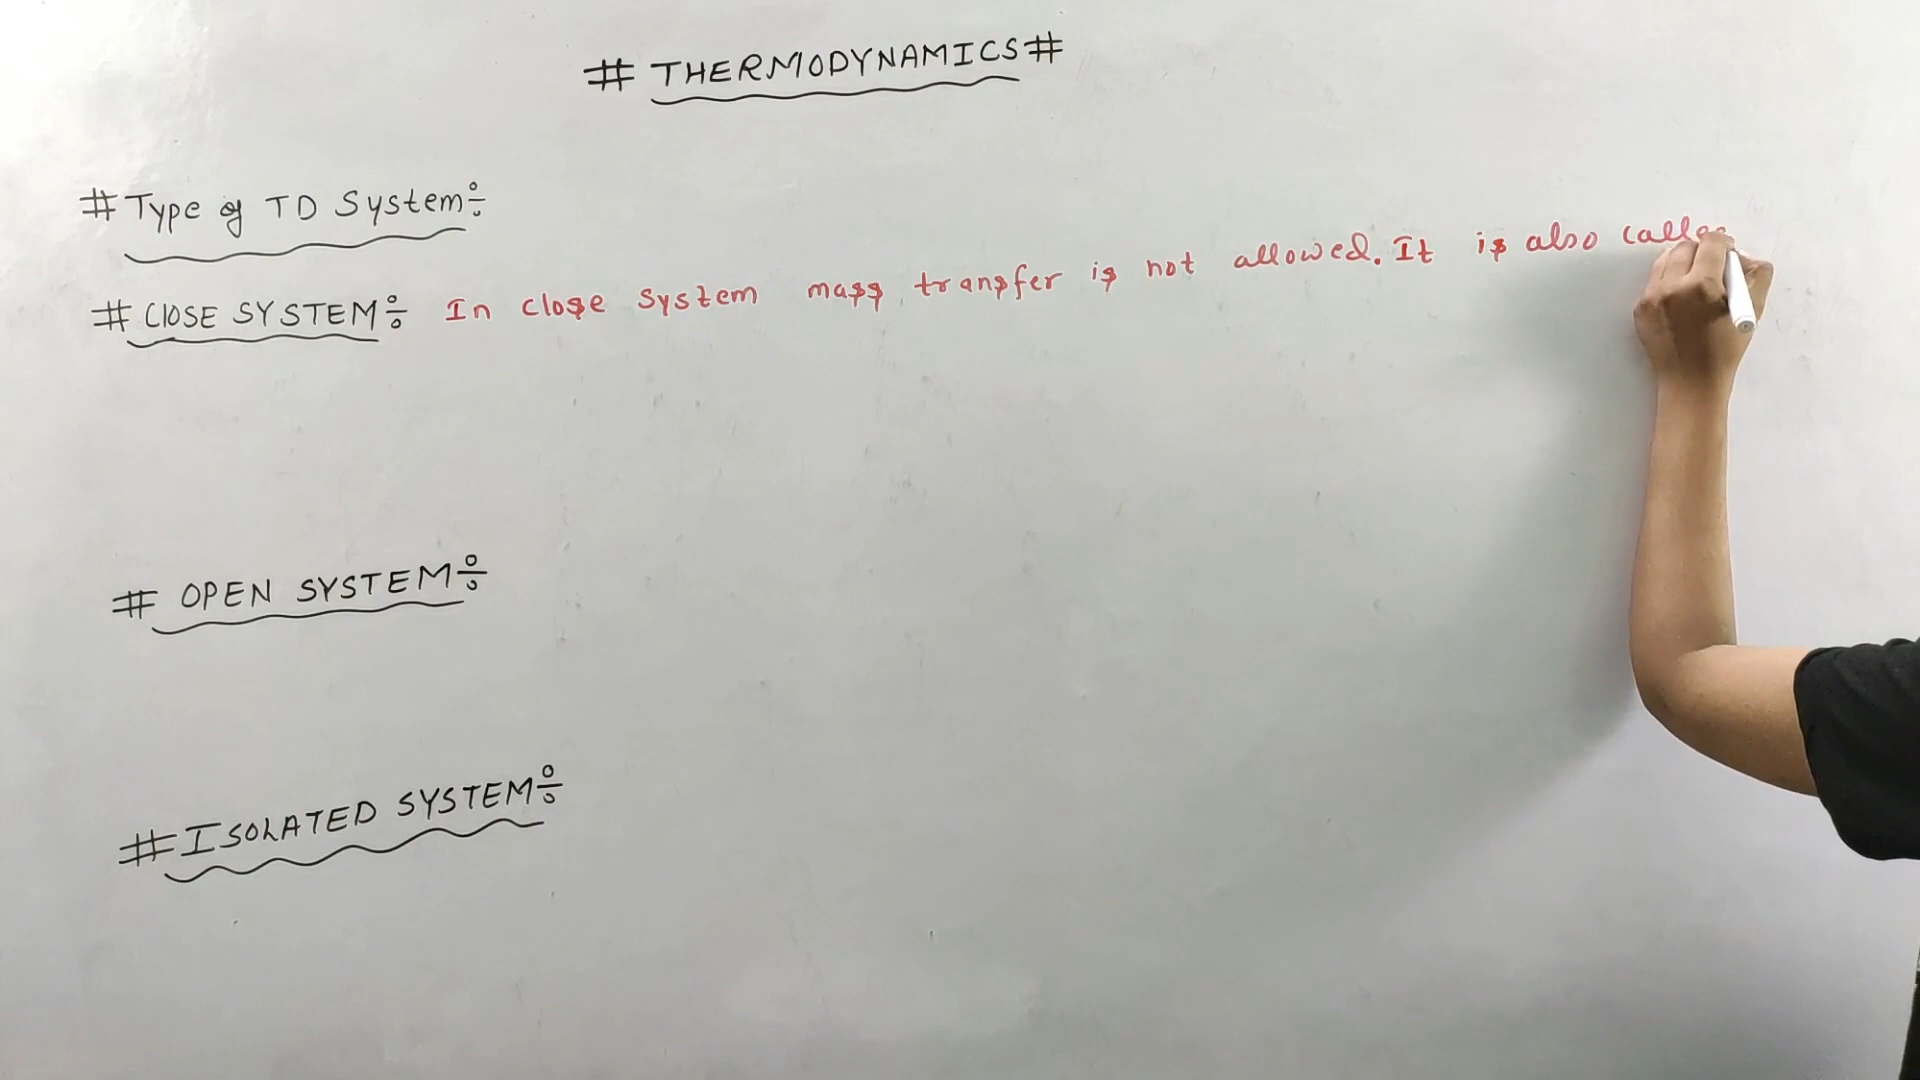 # THERMODYNAMICS #
# Type of TD System ÷
# ClOSE SYSTEM ÷ In close system mass transfer is not allowed. It is also calle
# OPEN SYSTEM ÷
# ISOLATED SYSTEM ÷